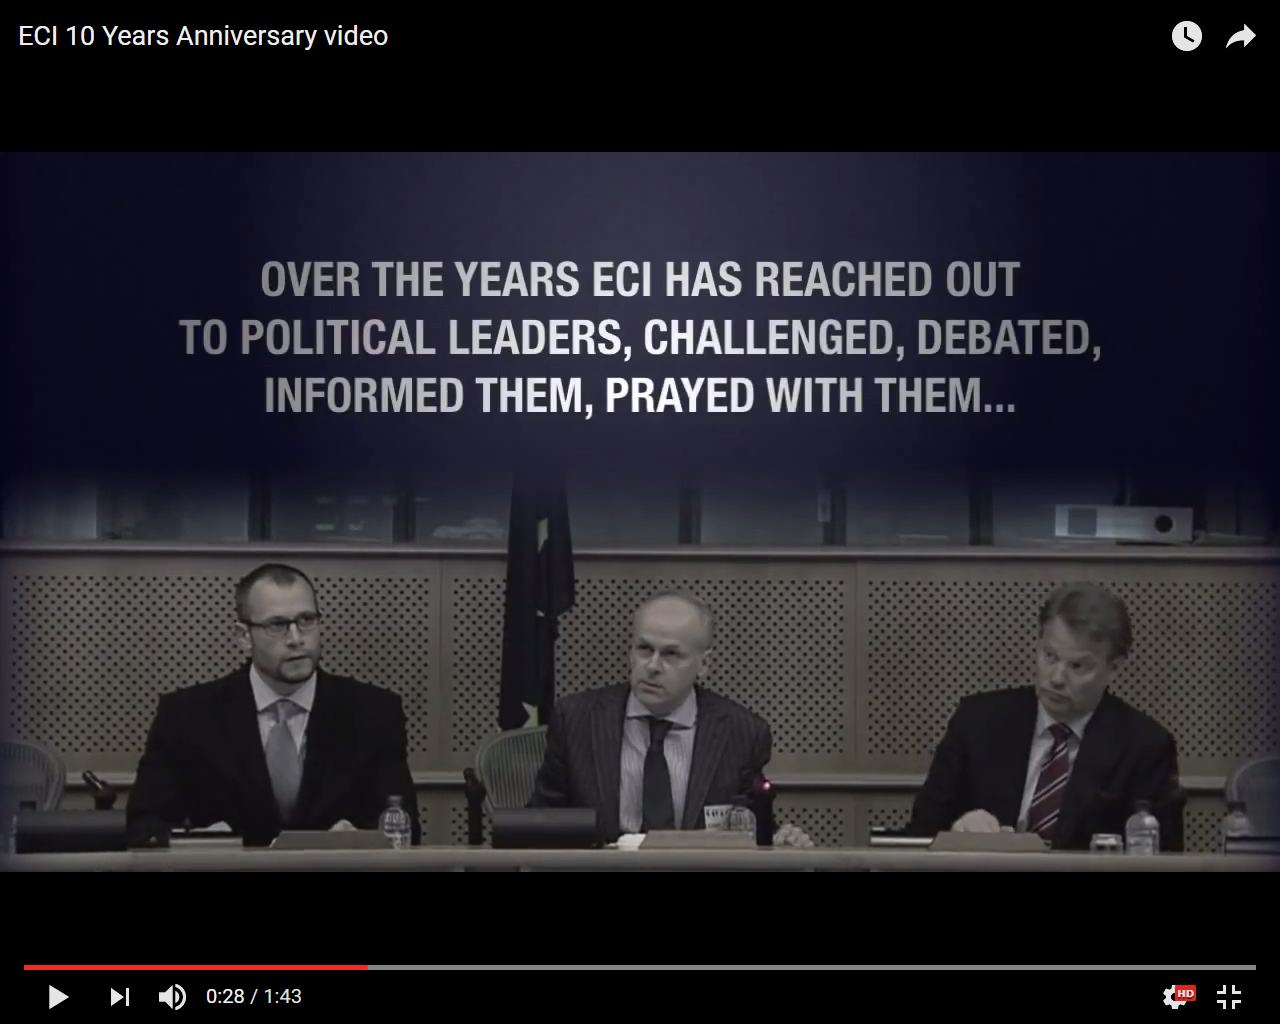 ECI 10 Years Anniversary video
OVER THE YEARS ECI HAS REACHED OUT
TO POLITICAL LEADERS, CHALLENGED, DEBATED,
INFORMED THEM, PRAYED WITH THEM...
0:28 / 1:43
HD